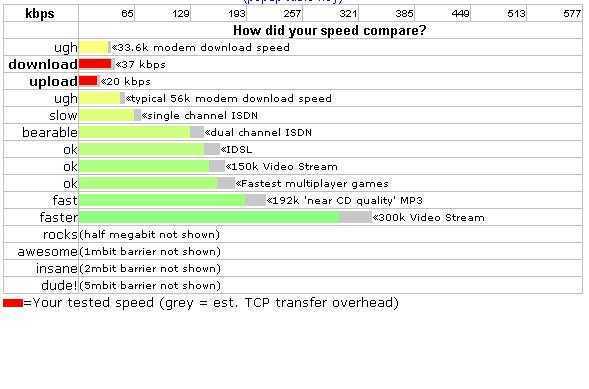 (popup table key)
kbps 65 129 193 257 321 385 449 513 577
How did your speed compare?
ugh «33.6k modem download speed
download «37 kbps
upload «20 kbps
ugh «typical 56k modem download speed
slow «single channel ISDN
bearable «dual channel ISDN
ok «IDSL
ok «150k Video Stream
ok «Fastest multiplayer games
fast «192k 'near CD quality' MP3
faster «300k Video Stream
rocks (half megabit not shown)
awesome (1mbit barrier not shown)
insane (2mbit barrier not shown)
dude! (5mbit barrier not shown)
=Your tested speed (grey = est. TCP transfer overhead)